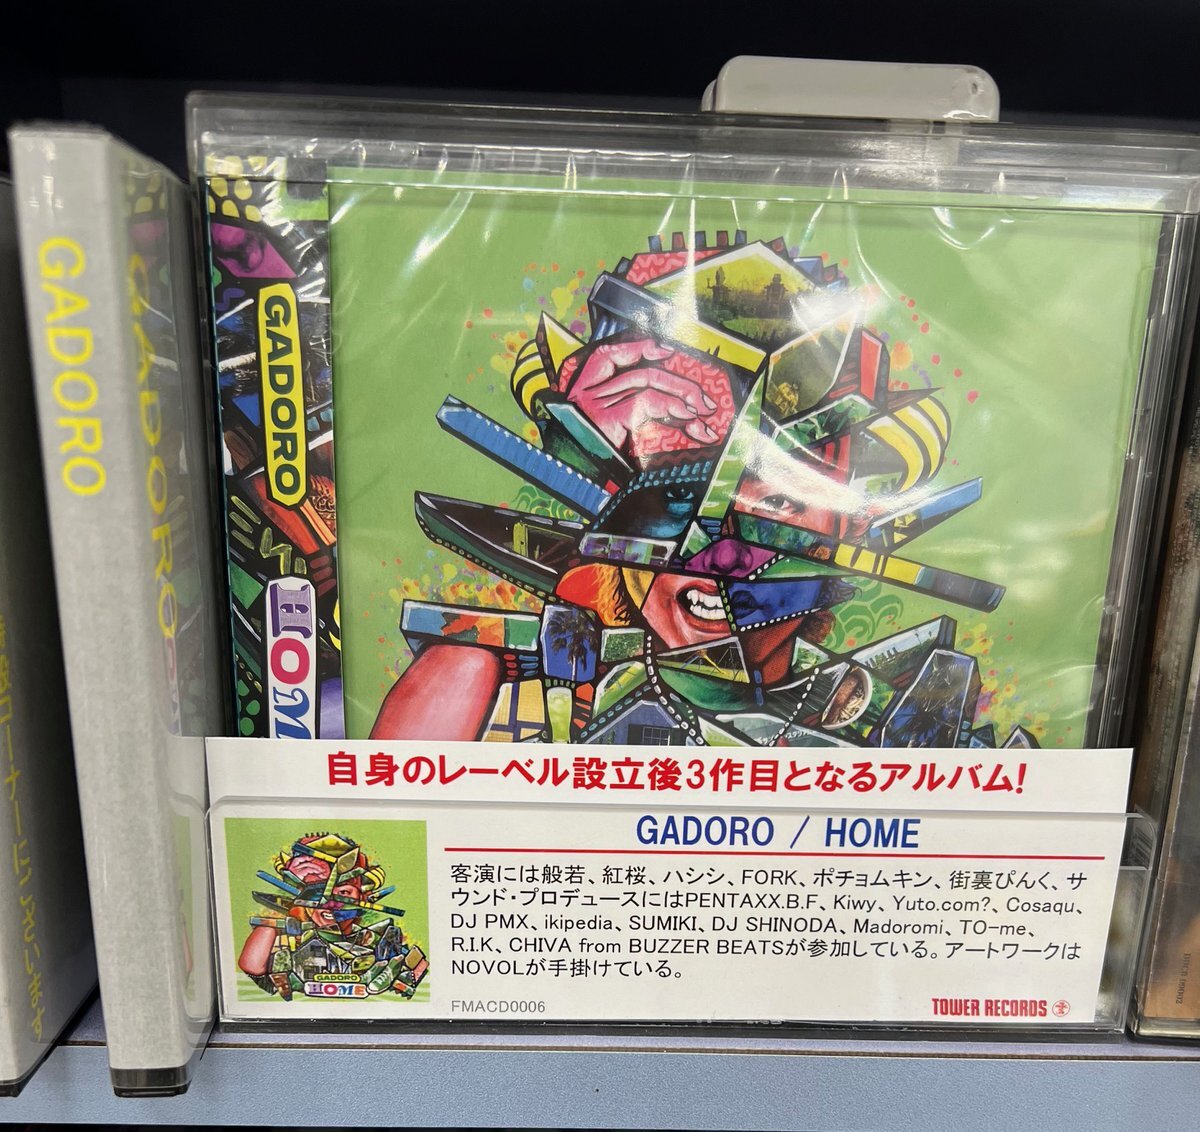 GADORO
GADORO
GADORO
HOM
自身のレーベル設立後3作目となるアルバム!
GADORO / HOME
客演には般若、紅桜、ハシシ、FORK、ポチョムキン、街裏ぴんく、サ
ウンド・プロデュースにはPENTAXX.B.F、Kiwy、Yuto.com?、Cosaqu、
DJ PMX、ikipedia、SUMIKI、DJ SHINODA、Madoromi、TO-me、
R.I.K、CHIVA from BUZZER BEATSが参加している。アートワークは
NOVOLが手掛けている。
GADORO
HOME
FMACD0006
TOWER RECORDS